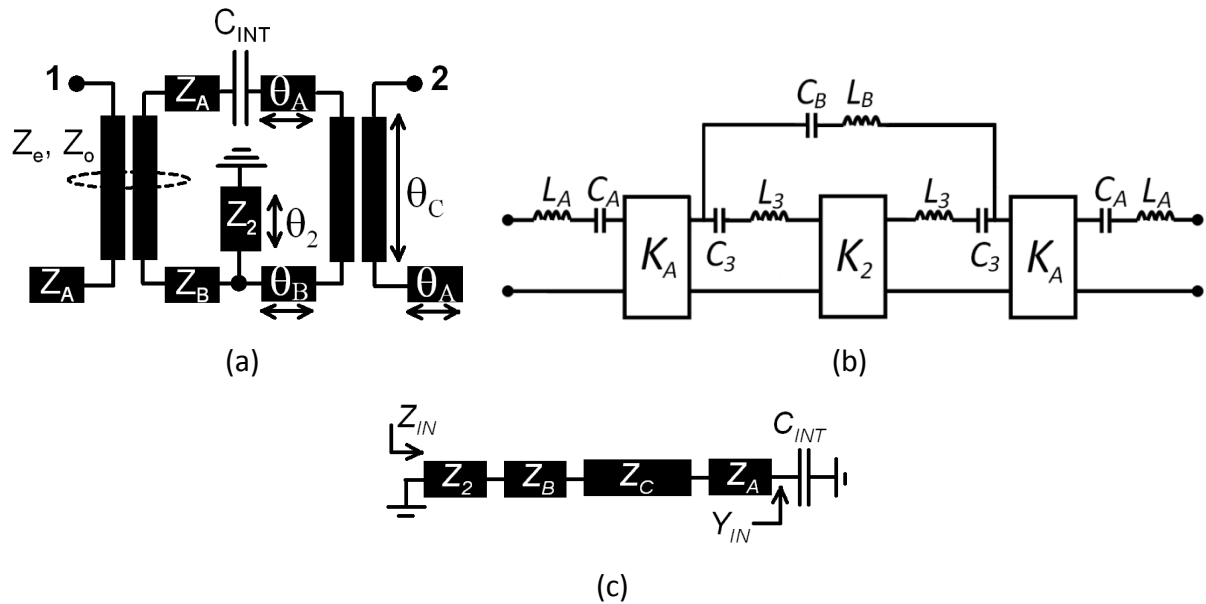 C_INT
1
2
Z_A
θ_A
Z_e, Z_o
Z_2
θ_2
θ_C
Z_A
Z_B
θ_B
θ_A
(a)
C_B L_B
L_A C_A
L_3
L_3
C_A L_A
K_A
C_3
K_2
C_3
K_A
(b)
Z_IN
C_INT
Z_2
Z_B
Z_C
Z_A
Y_IN
(c)